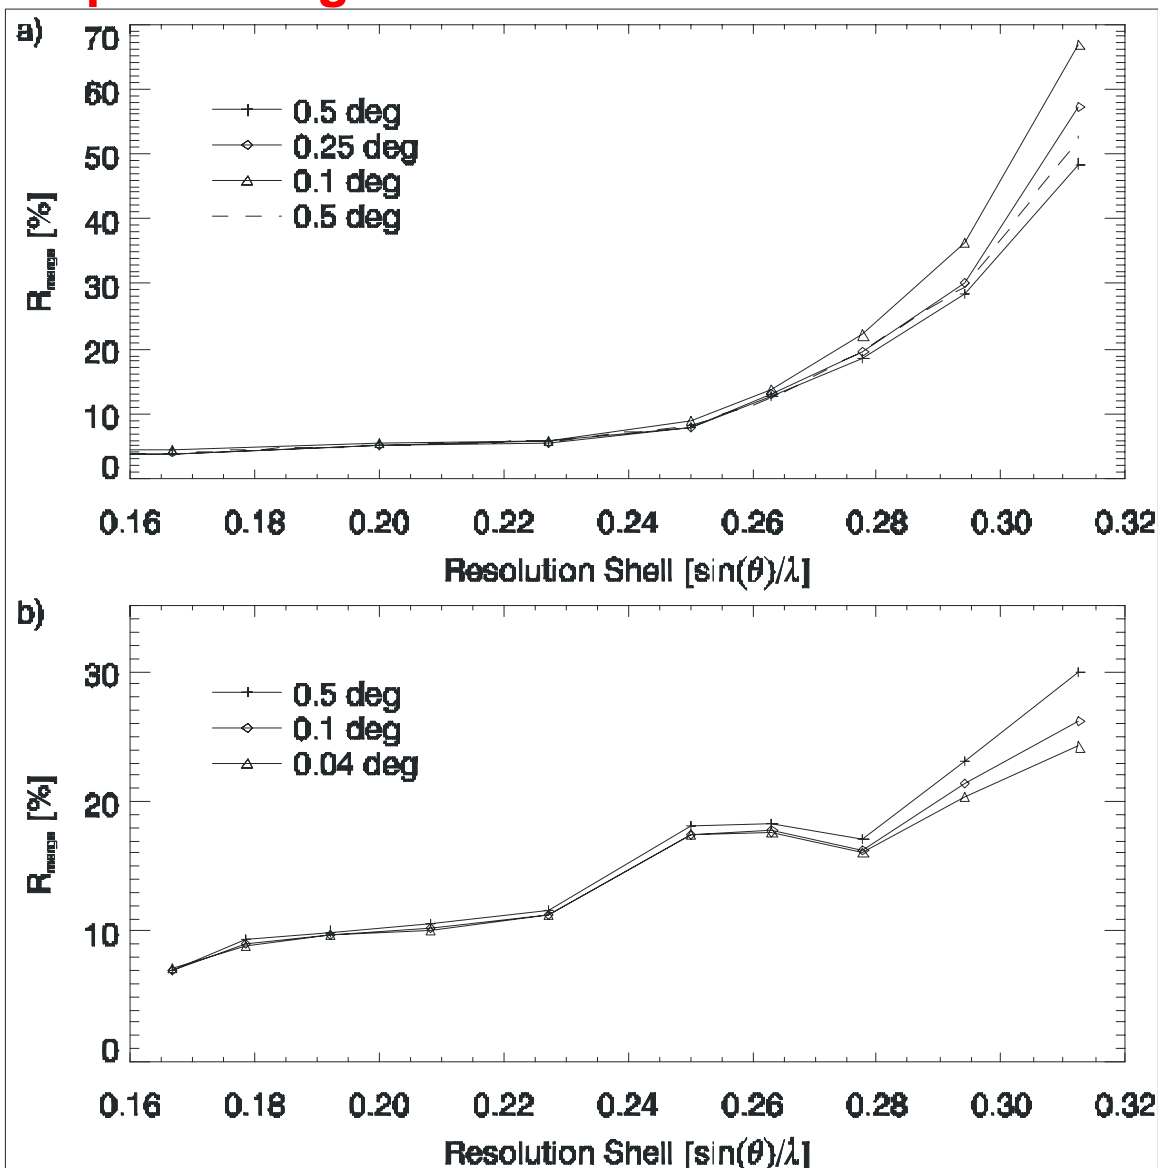 a)
70
60
50
40
30
20
10
0
R_merge [%]
0.5 deg
0.25 deg
0.1 deg
0.5 deg
0.16 0.18 0.20 0.22 0.24 0.26 0.28 0.30 0.32
Resolution Shell [sin(θ)/λ]
b)
30
20
10
0
R_merge [%]
0.5 deg
0.1 deg
0.04 deg
0.16 0.18 0.20 0.22 0.24 0.26 0.28 0.30 0.32
Resolution Shell [sin(θ)/λ]